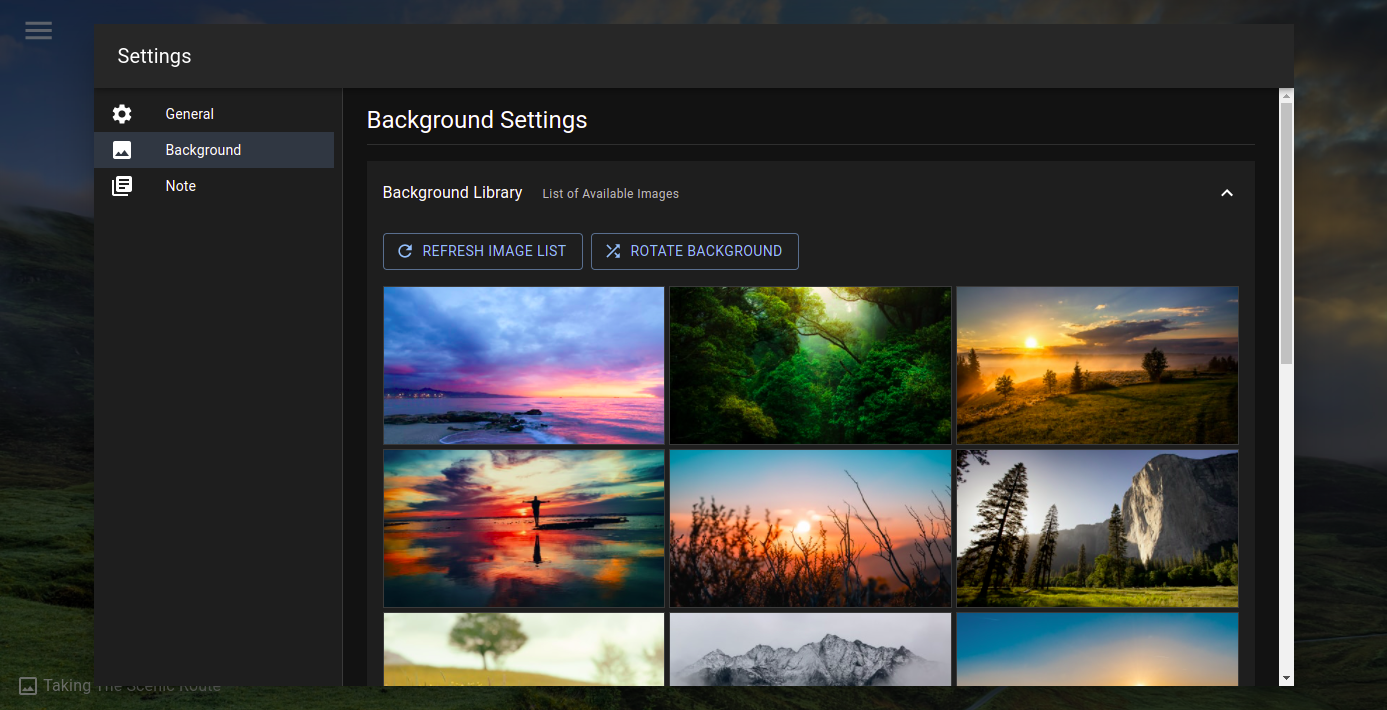 Settings
General
Background
Note
Background Settings
Background Library List of Available Images
REFRESH IMAGE LIST ROTATE BACKGROUND
Taking The Scenic Route